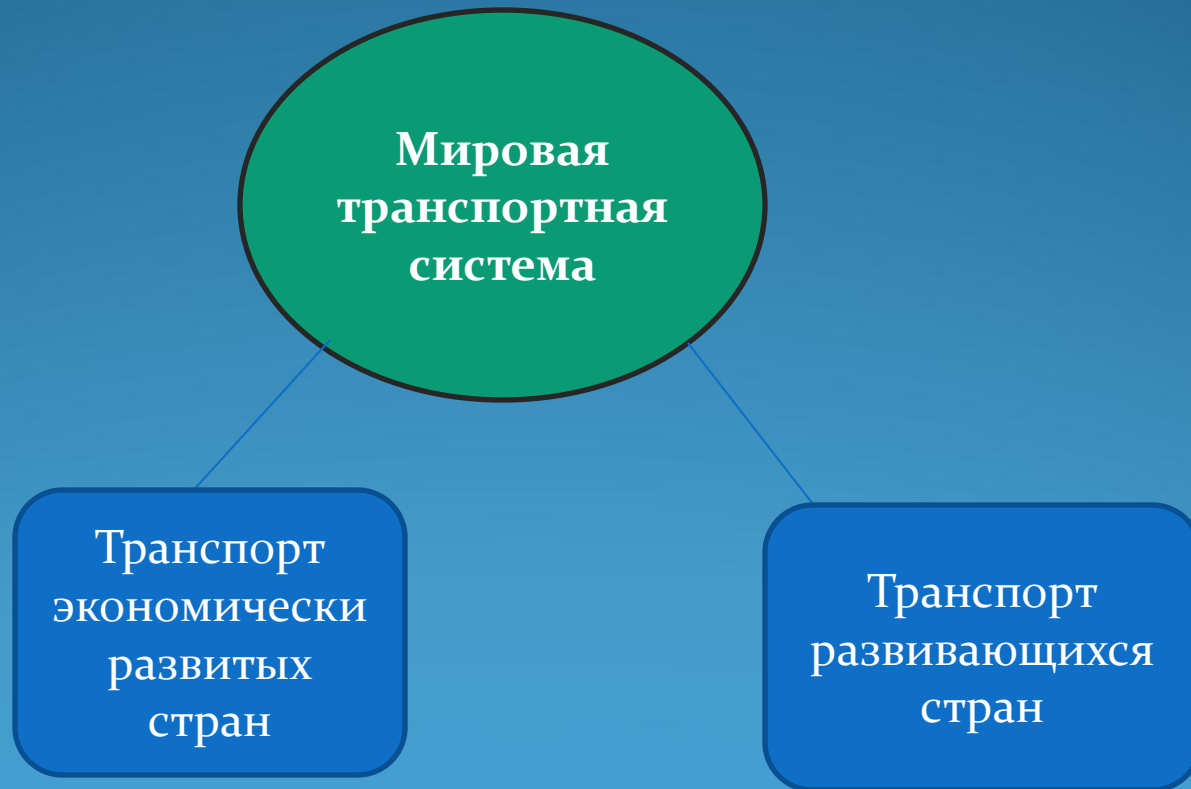 Мировая
транспортная
система
Транспорт
экономически
развитых
стран
Транспорт
развивающихся
стран